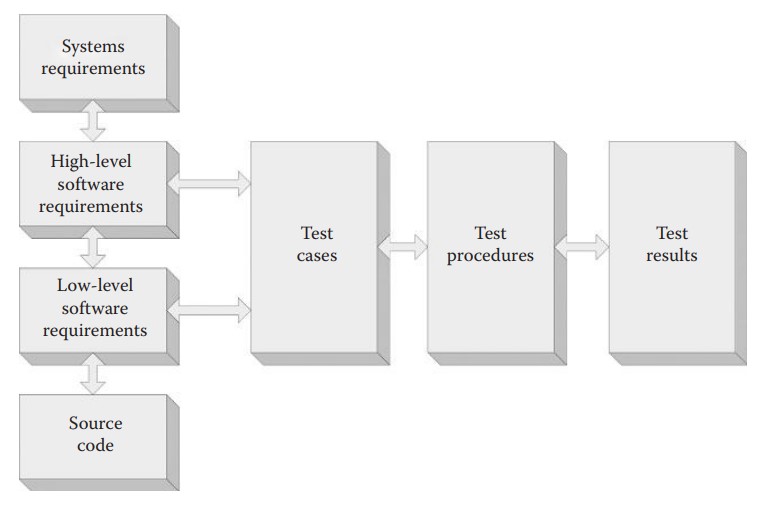 Systems
requirements
High-level
software
requirements
Low-level
software
requirements
Source
code
Test
cases
Test
procedures
Test
results